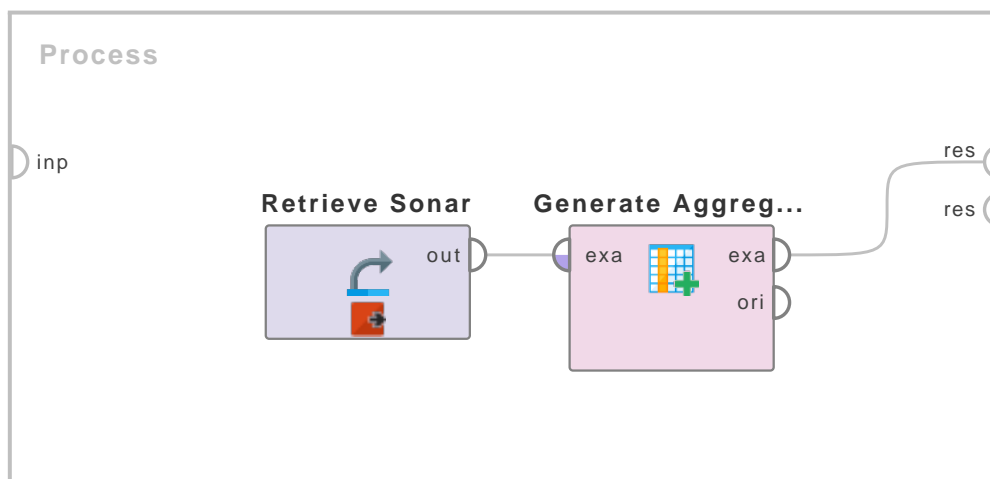 Process
inp
res
res
Retrieve Sonar
Generate Aggreg...
out
exa
exa
ori